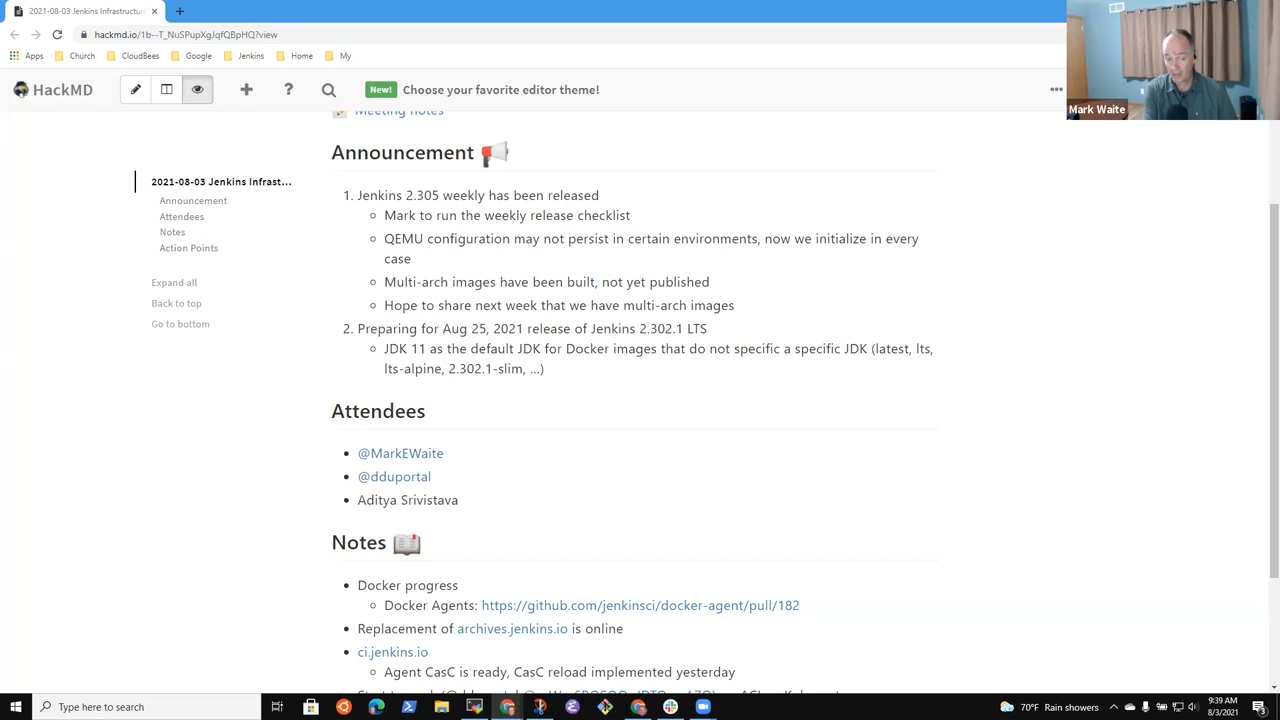 2021-08-03 Jenkins Infrastructur
hackmd.io/1b--T_NuSPupXgJqfQBpHQ?view
Apps Church CloudBees Google Jenkins Home My
HackMD New! Choose your favorite editor theme!
Mark Waite
Meeting notes
2021-08-03 Jenkins Infrast...
Announcement
Attendees
Notes
Action Points
Expand all
Back to top
Go to bottom
Announcement
1. Jenkins 2.305 weekly has been released
Mark to run the weekly release checklist
QEMU configuration may not persist in certain environments, now we initialize in every
case
Multi-arch images have been built, not yet published
Hope to share next week that we have multi-arch images
2. Preparing for Aug 25, 2021 release of Jenkins 2.302.1 LTS
JDK 11 as the default JDK for Docker images that do not specific a specific JDK (latest, lts,
lts-alpine, 2.302.1-slim, ...)
Attendees
@MarkEWaite
@dduportal
Aditya Srivistava
Notes
Docker progress
Docker Agents: https://github.com/jenkinsci/docker-agent/pull/182
Replacement of archives.jenkins.io is online
ci.jenkins.io
Agent CasC is ready, CasC reload implemented yesterday
Type here to search
70°F Rain showers
9:39 AM
8/3/2021
3